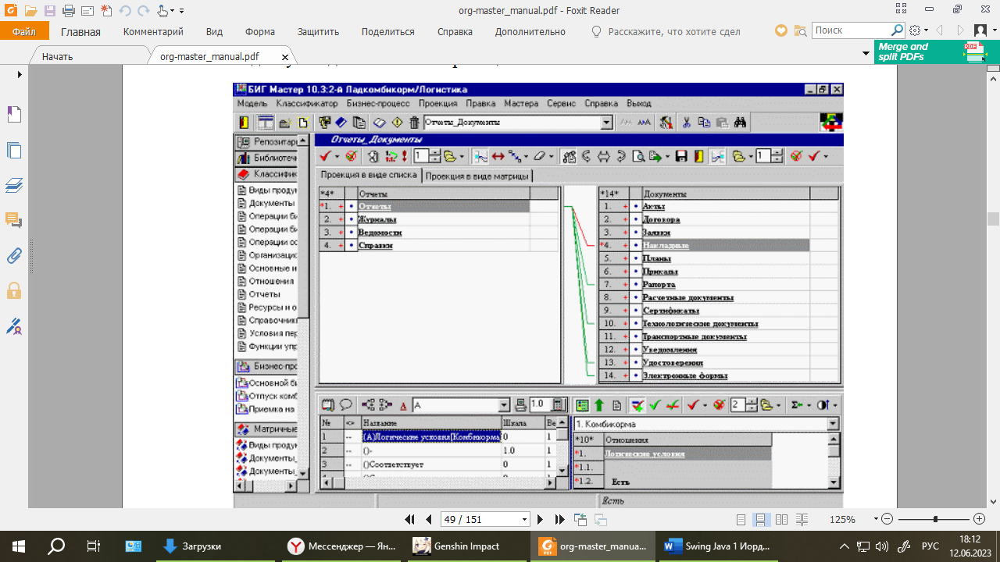 org-master_manual.pdf - Foxit Reader
Файл Главная Комментарий Вид Форма Защитить Поделиться Справка Дополнительно Расскажите, что хотите сдел Поиск
Начать org-master_manual.pdf Merge and
split PDFs
БИГ Мастер 10.3:2-й Ладкомбикорм/Логистика
Модель Классификатор Бизнес-процесс Проекция Правка Мастера Сервис Справка Выход
Отчеты_Документы
Репозитар
Библиотечн
Классифик
Виды проду
Документы
Операции би
Операции би
Операции ос
Организацио
Основные и
Отношения
Отчеты
Ресурсы и о
Справочник
Условия пер
Функции упр
Бизнес-про
Основной би
Отпуск комб
Приемка на
Матричные
Виды продук
Документы_
Документы_
Отчеты_Документы
1 1
Проекция в виде списка Проекция в виде матрицы
*4* Отчеты
*1. + Отчеты
2. + Журналы
3. + Ведомости
4. + Справки
*14* Документы
1. + Акты
2. + Договора
3. + Заявки
*4. + Накладные
5. + Планы
6. + Приказы
7. + Рапорта
8. + Расчетные документы
9. + Сертификаты
10. + Технологические документы
11. + Транспортные документы
12. + Уведомления
13. + Удостоверения
14. + Электронные формы
A 1.0
№ <> Название Шкала Ве
1 -- (A)Логические условия[Комбикорма 0 1
2 -- ()- 1.0 1
3 -- ()Соответствует 0 1
2
1. Комбикорма
*10* Отношения
*1. Логические условия
*1.1.
*1.2. Есть
Есть
49 / 151 125%
Загрузки Мессенджер — Ян... Genshin Impact org-master_manua... Swing Java 1 Иорд... РУС 18:12
12.06.2023